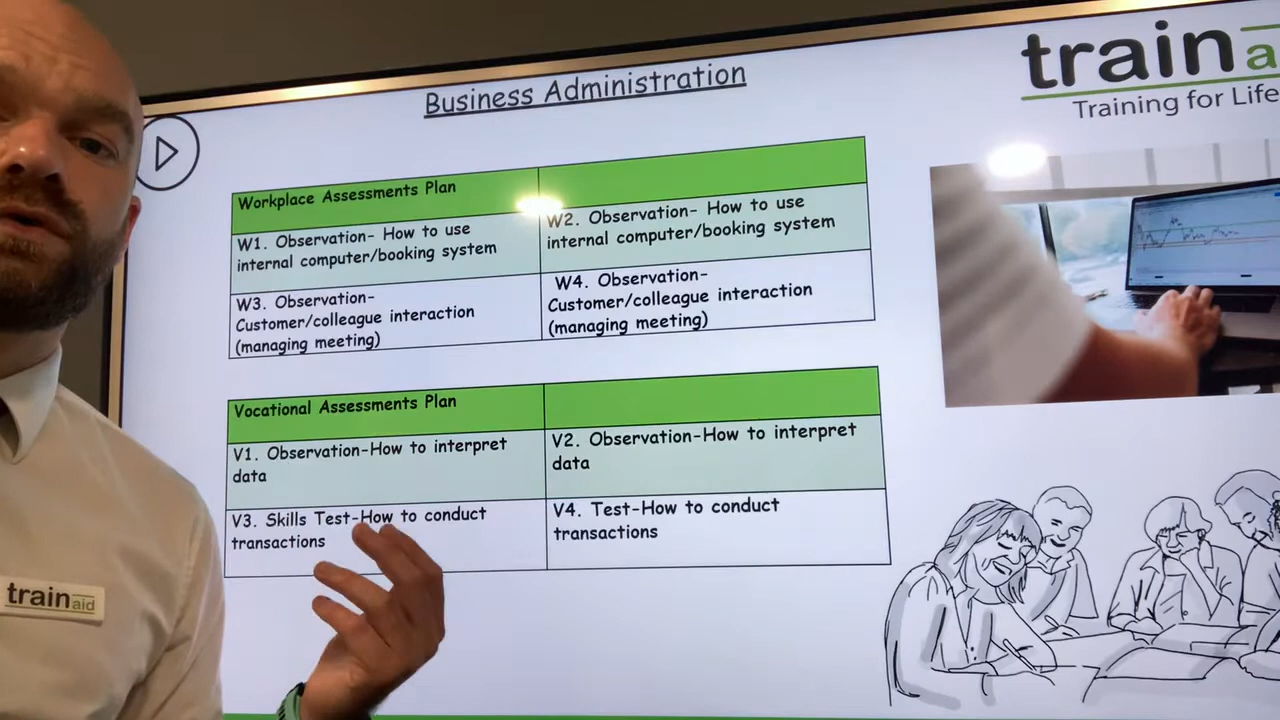 Business Administration
train a
Training for Life
Workplace Assessments Plan
W1. Observation- How to use
internal computer/booking system
W2. Observation- How to use
internal computer/booking system
W3. Observation-
Customer/colleague interaction
(managing meeting)
W4. Observation-
Customer/colleague interaction
(managing meeting)
Vocational Assessments Plan
V1. Observation-How to interpret
data
V2. Observation-How to interpret
data
V3. Skills Test-How to conduct
transactions
V4. Test-How to conduct
transactions
trainaid